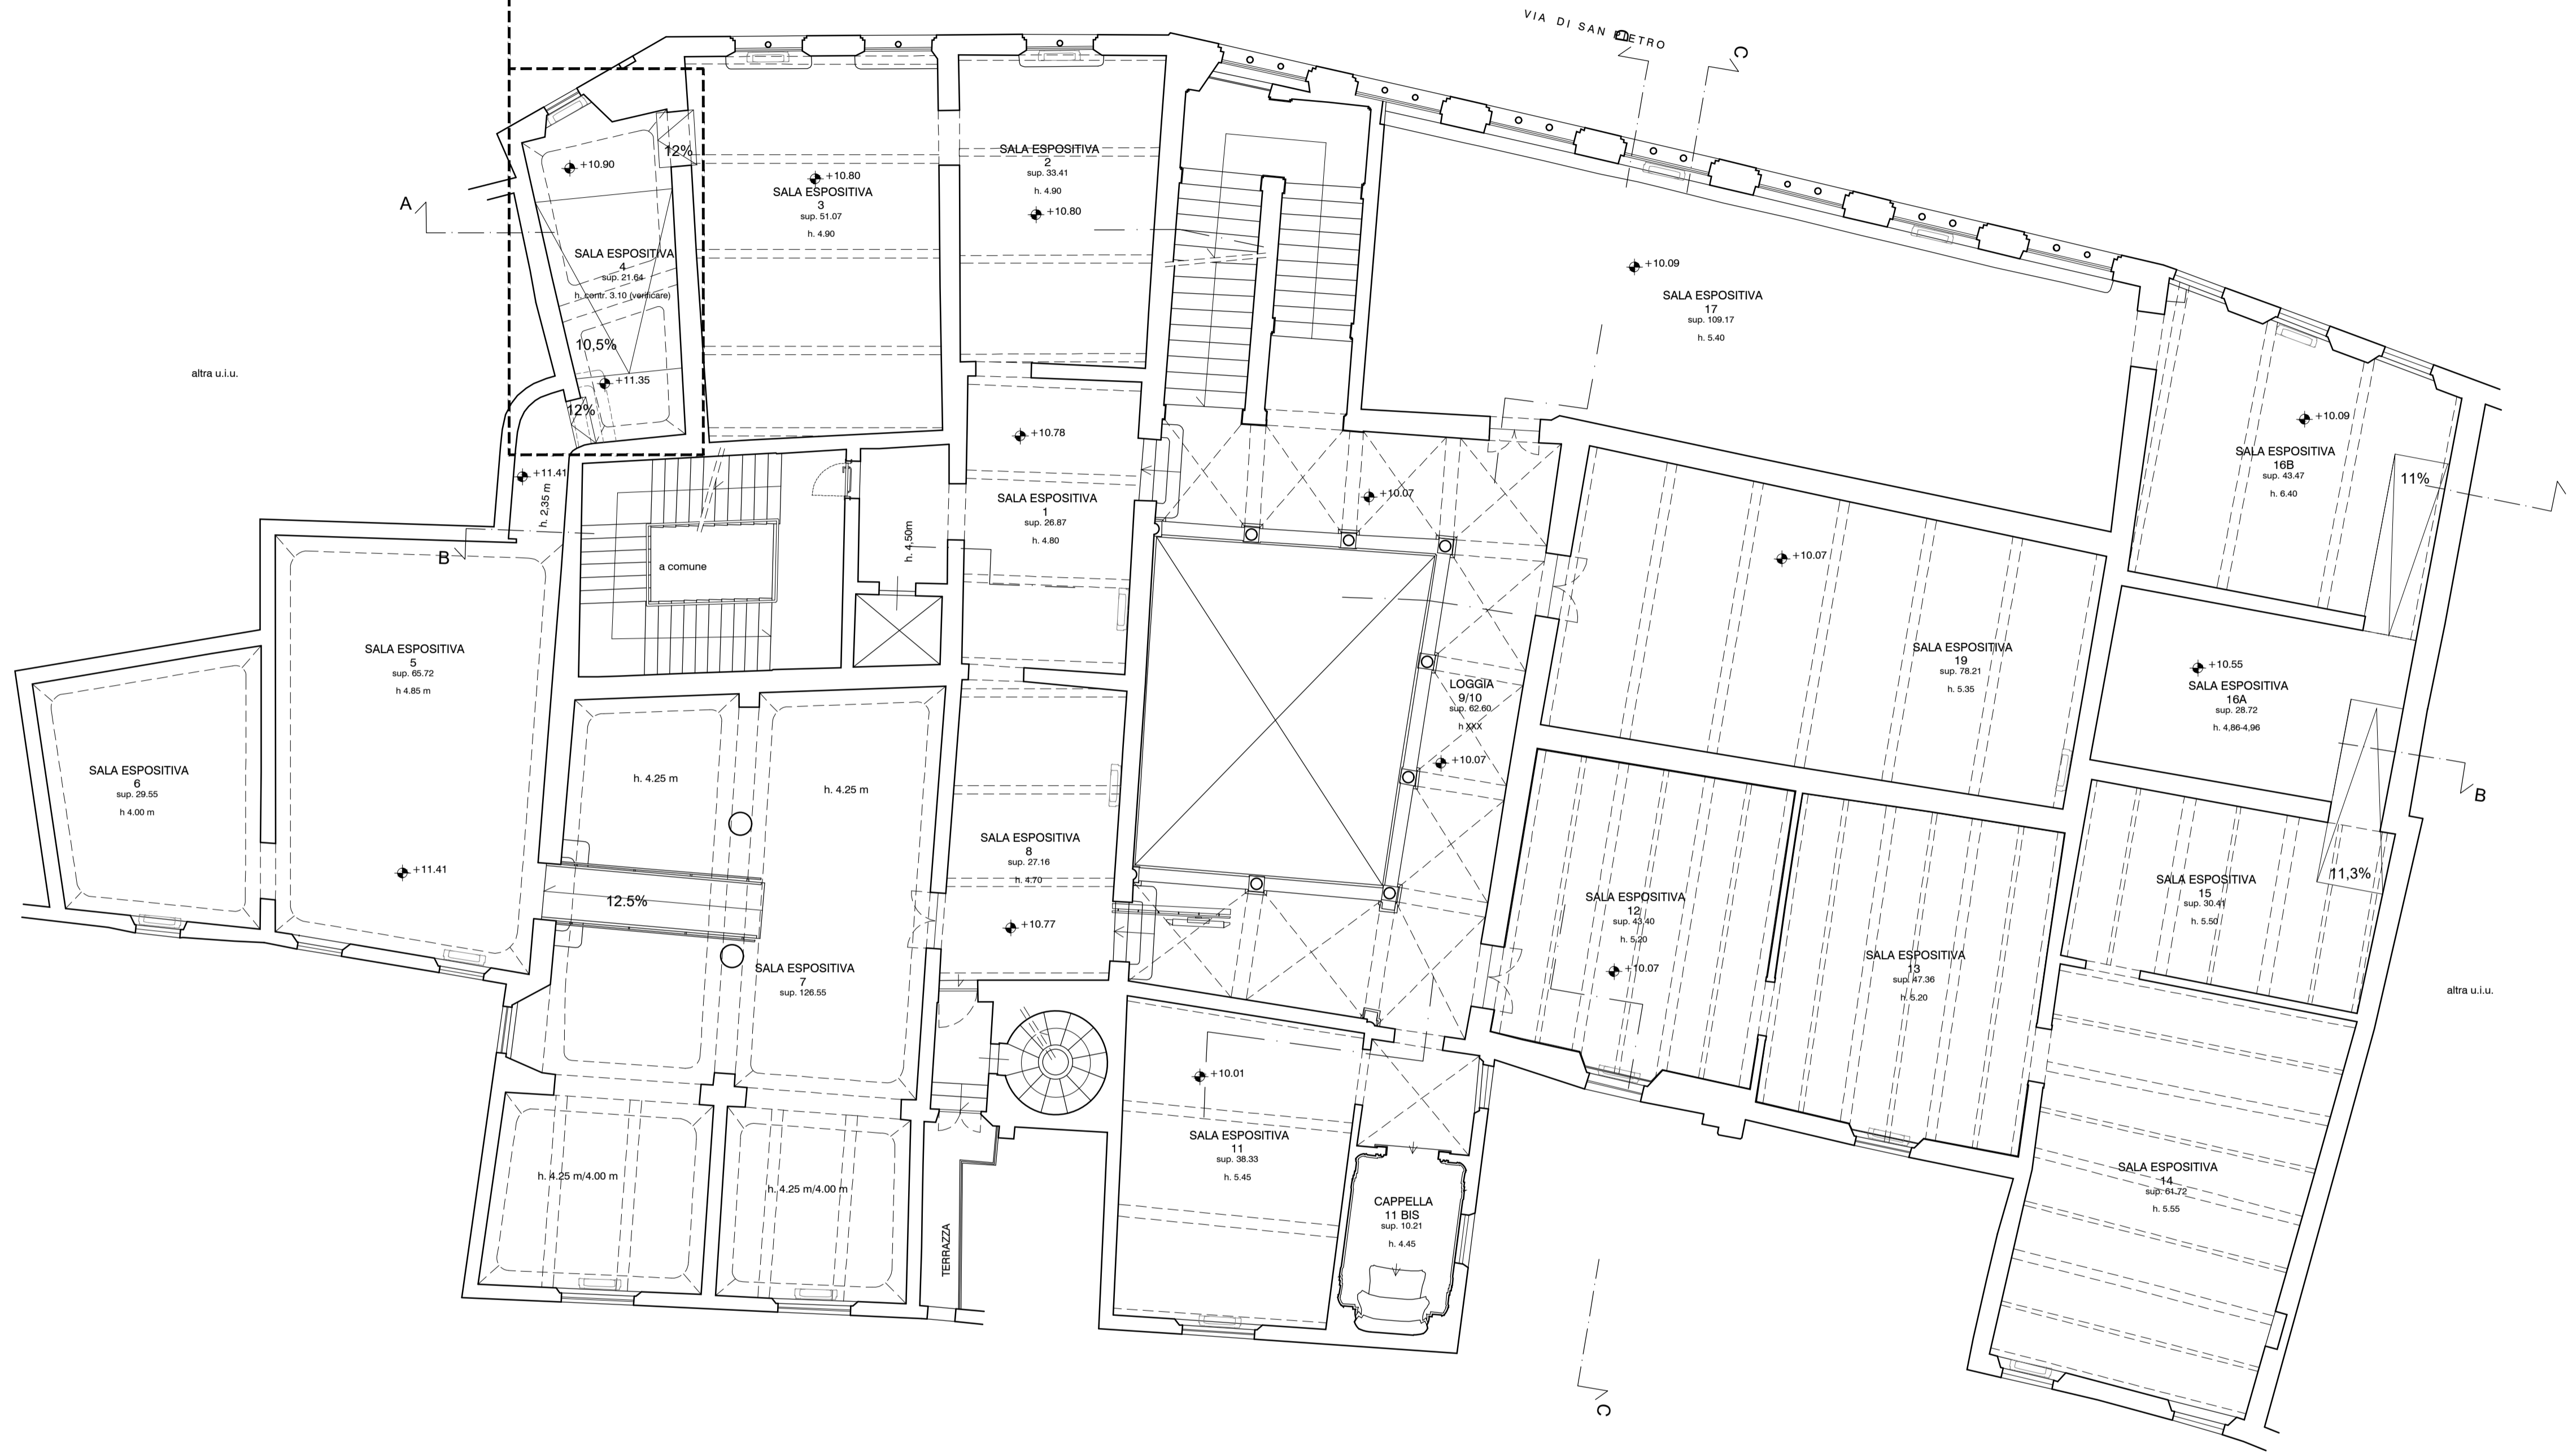 VIA DI SAN PIETRO
D
C
12%
+10.90
+10.80
SALA ESPOSITIVA
3
sup. 51.07
h. 4.90
SALA ESPOSITIVA
2
sup. 33.41
h. 4.90
+10.80
A
SALA ESPOSITIVA
4
sup. 21.64
h. contr. 3.10 (verificare)
10,5%
+11.35
12%
altra u.i.u.
+10.09
SALA ESPOSITIVA
17
sup. 109.17
h. 5.40
+10.09
SALA ESPOSITIVA
16B
sup. 43.47
h. 6.40
11%
+11.41
h. 2,35 m
B
a comune
h. 4,50m
+10.78
SALA ESPOSITIVA
1
sup. 26.87
h. 4.80
+10.07
+10.07
SALA ESPOSITIVA
19
sup. 78.21
h. 5.35
+10.55
SALA ESPOSITIVA
16A
sup. 28.72
h. 4,86-4,96
B
SALA ESPOSITIVA
5
sup. 65.72
h 4.85 m
+11.41
SALA ESPOSITIVA
6
sup. 29.55
h 4.00 m
h. 4.25 m
h. 4.25 m
12.5%
SALA ESPOSITIVA
7
sup. 126.55
LOGGIA
9/10
sup. 62.60
h XXX
+10.07
SALA ESPOSITIVA
8
sup. 27.16
h. 4.70
+10.77
SALA ESPOSITIVA
12
sup. 43.40
h. 5.20
+10.07
SALA ESPOSITIVA
13
sup. 47.36
h. 5.20
SALA ESPOSITIVA
15
sup. 30.41
h. 5.50
11,3%
altra u.i.u.
+10.01
SALA ESPOSITIVA
11
sup. 38.33
h. 5.45
h. 4.25 m/4.00 m
h. 4.25 m/4.00 m
TERRAZZA
CAPPELLA
11 BIS
sup. 10.21
h. 4.45
SALA ESPOSITIVA
14
sup. 61.72
h. 5.55
C